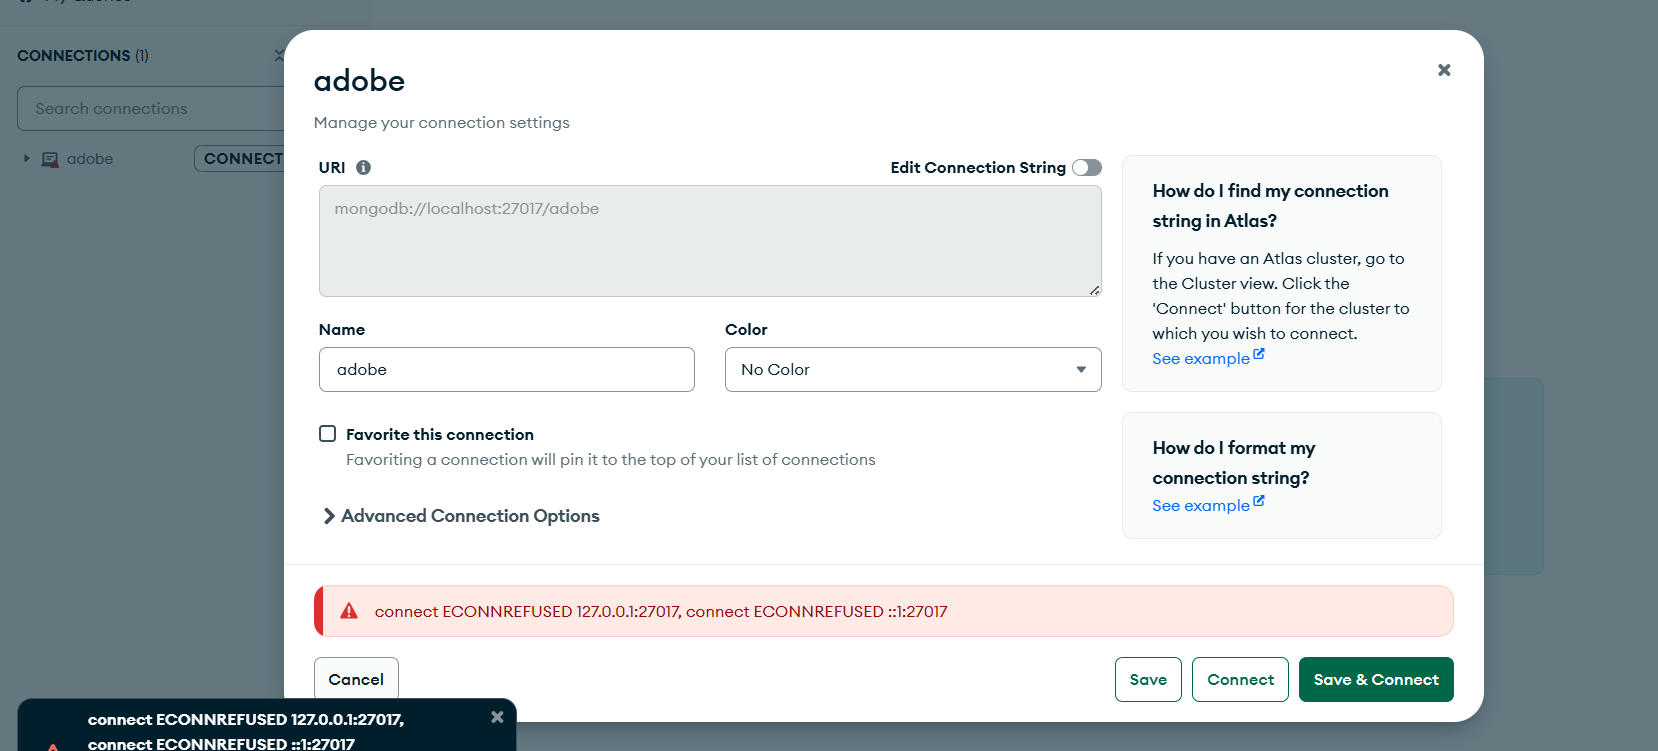 CONNECTIONS (1)
Search connections
adobe
CONNECT
adobe
Manage your connection settings
URI
Edit Connection String
mongodb://localhost:27017/adobe
Name
Color
adobe
No Color
Favorite this connection
Favoriting a connection will pin it to the top of your list of connections
Advanced Connection Options
How do I find my connection
string in Atlas?
If you have an Atlas cluster, go to
the Cluster view. Click the
'Connect' button for the cluster to
which you wish to connect.
See example
How do I format my
connection string?
See example
connect ECONNREFUSED 127.0.0.1:27017, connect ECONNREFUSED ::1:27017
Cancel
Save
Connect
Save & Connect
connect ECONNREFUSED 127.0.0.1:27017,
connect ECONNREFUSED ::1:27017